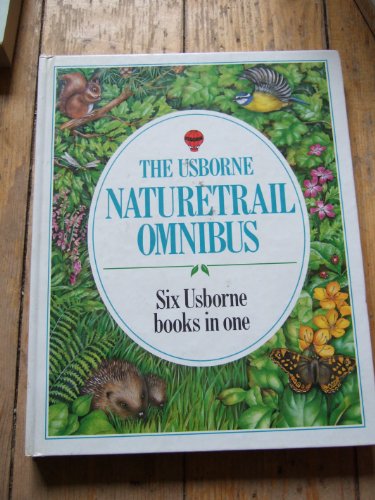 THE USBORNE
NATURETRAIL
OMNIBUS
Six Usborne
books in one